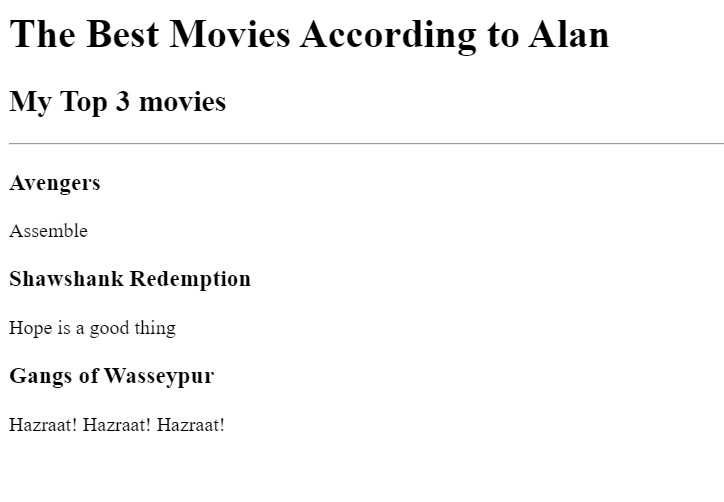 The Best Movies According to Alan
My Top 3 movies
Avengers
Assemble
Shawshank Redemption
Hope is a good thing
Gangs of Wasseypur
Hazraat! Hazraat! Hazraat!